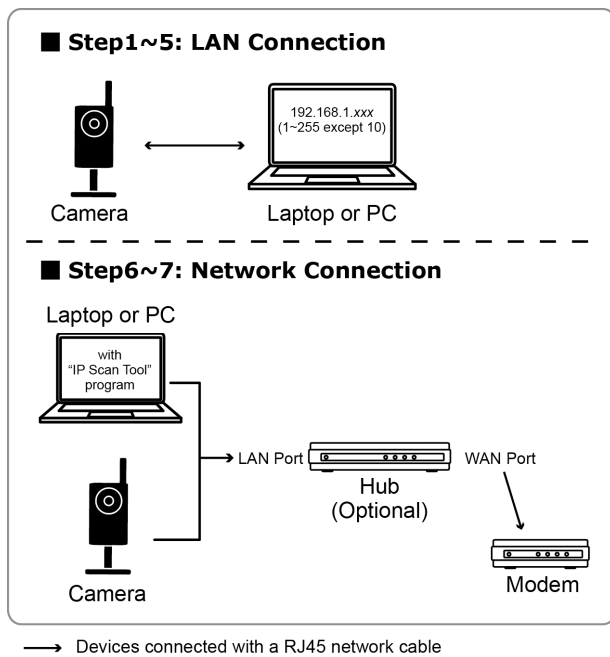 ■ Step1~5: LAN Connection
192.168.1.xxx
(1~255 except 10)
Camera
Laptop or PC
■ Step6~7: Network Connection
Laptop or PC
with
“IP Scan Tool”
program
LAN Port
WAN Port
Hub
(Optional)
Camera
Modem
Devices connected with a RJ45 network cable